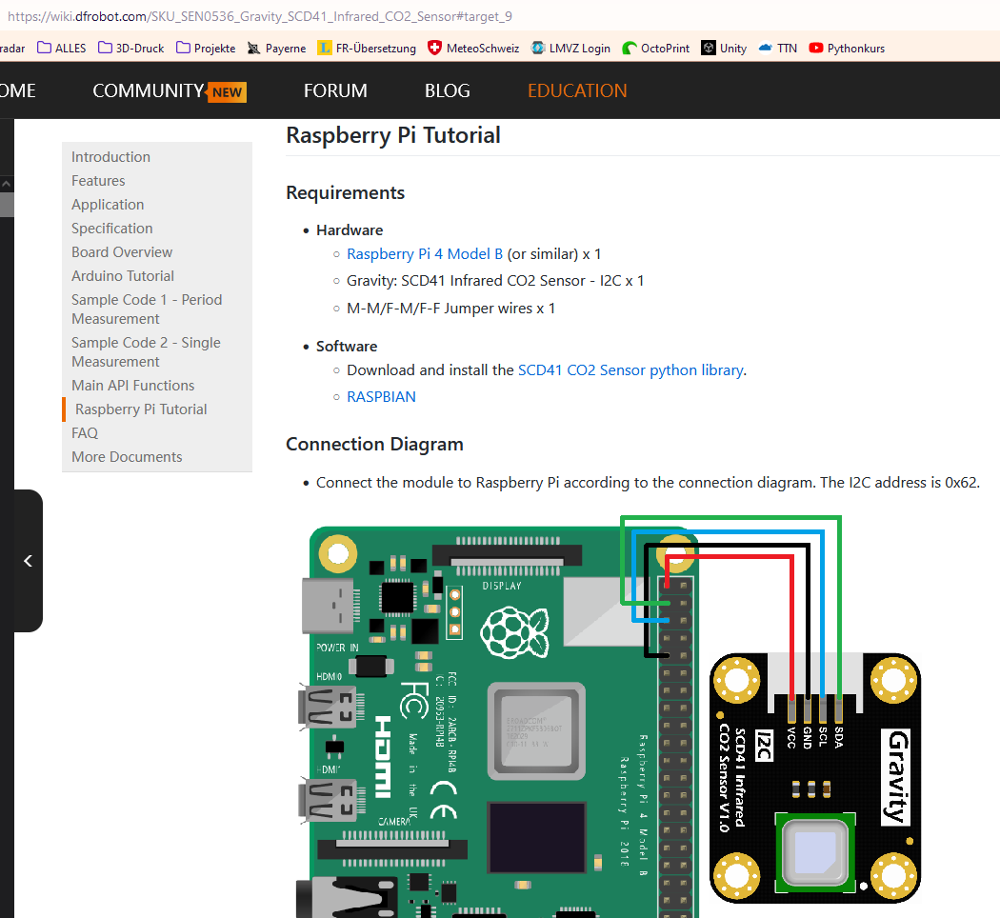 https://wiki.dfrobot.com/SKU_SEN0536_Gravity_SCD41_Infrared_CO2_Sensor#target_9
radar ALLES 3D-Druck Projekte Payerne FR-Übersetzung MeteoSchweiz LMVZ Login OctoPrint Unity TTN Pythonkurs
OME COMMUNITY NEW FORUM BLOG EDUCATION
Introduction
Features
Application
Specification
Board Overview
Arduino Tutorial
Sample Code 1 - Period
Measurement
Sample Code 2 - Single
Measurement
Main API Functions
Raspberry Pi Tutorial
FAQ
More Documents
Raspberry Pi Tutorial
Requirements
• Hardware
○ Raspberry Pi 4 Model B (or similar) x 1
○ Gravity: SCD41 Infrared CO2 Sensor - I2C x 1
○ M-M/F-M/F-F Jumper wires x 1
• Software
○ Download and install the SCD41 CO2 Sensor python library.
○ RASPBIAN
Connection Diagram
• Connect the module to Raspberry Pi according to the connection diagram. The I2C address is 0x62.
DISPLAY
POWER IN
HDMI0
FCC ID: 2ABCB-RPI4B
IC: 20953-RPI4B
FC
HDMI
Made in the UK
HDMI1
CE
CAMERA
Raspberry Pi 4 Model B
Raspberry Pi 2018
VCC
GND
SCL
SDA
I2C
SCD41 Infrared
CO2 Sensor V1.0
Gravity